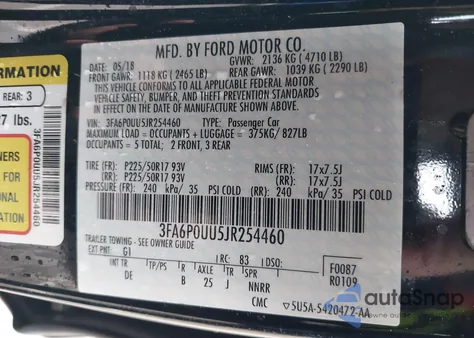 MFD. BY FORD MOTOR CO.
DATE: 05/18 GVWR: 2136 KG ( 4710 LB)
FRONT GAWR: 1118 KG ( 2465 LB) REAR GAWR: 1039 KG ( 2290 LB)
THIS VEHICLE CONFORMS TO ALL APPLICABLE FEDERAL MOTOR VEHICLE
SAFETY, BUMPER, AND THEFT PREVENTION STANDARDS IN EFFECT ON THE DATE OF
MANUFACTURE SHOWN ABOVE.
VIN: 3FA6P0UU5JR254460 TYPE: Passenger Car
MAXIMUM LOAD = OCCUPANTS + LUGGAGE = 375KG/ 827LB
OCCUPANTS = 5 TOTAL; 2 FRONT, 3 REAR
TIRE (FR): P225/50R17 93V RIMS (FR): 17x7.5J
P225/50R17 93V 17x7.5J
PRESSURE (FR): 240 kPa/ 35 PSI COLD 240 kPa/ 35 PSI COLD
3FA6P0UU5JR254460
TRAILER TOWING - SEE OWNER GUIDE
EXT PNT: G1 RC: 83 DSO: F0087
INT TR TP/PS R AXLE TR R0109
DE B 25 J NNRR
CMC 5U5A-5420472-AA
FORMATION
REAR: 3
27 lbs.
3FA6P0UU5JR254460
OWNERS
autoSnap